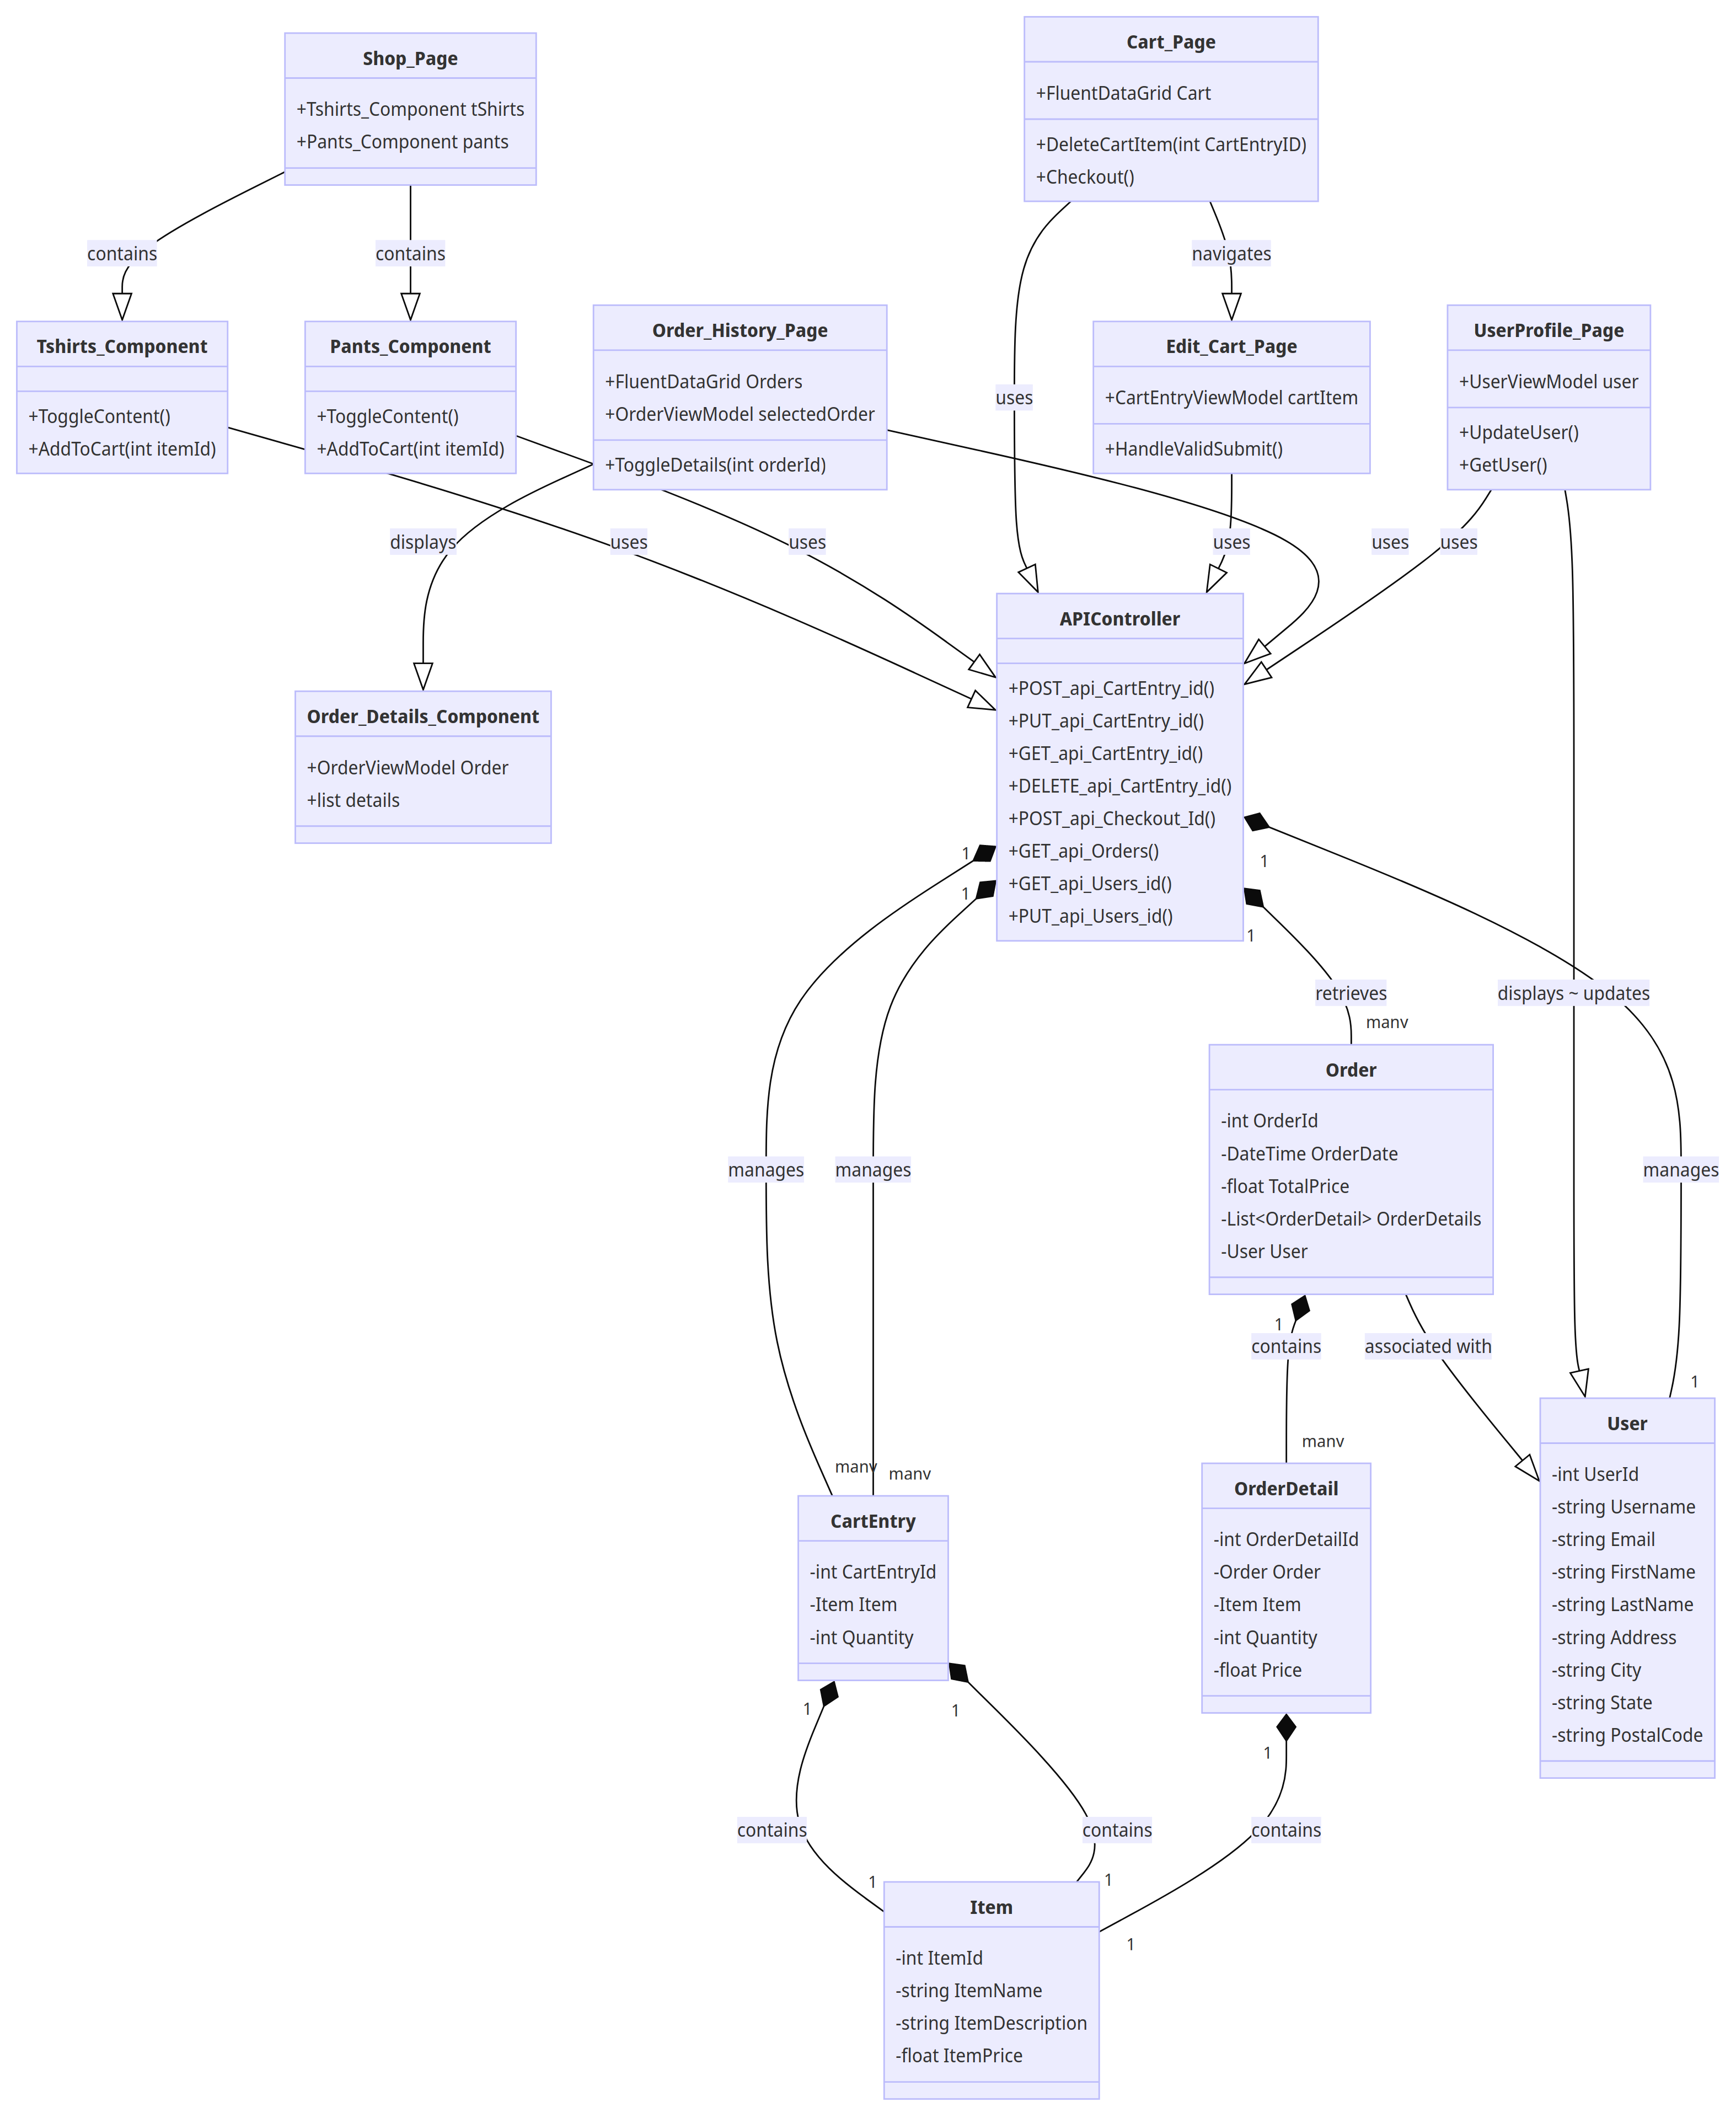 Shop_Page
+Tshirts_Component tShirts
+Pants_Component pants
Cart_Page
+FluentDataGrid Cart
+DeleteCartItem(int CartEntryID)
+Checkout()
contains
contains
navigates
Tshirts_Component
+ToggleContent()
+AddToCart(int itemId)
Pants_Component
+ToggleContent()
+AddToCart(int itemId)
Order_History_Page
+FluentDataGrid Orders
+OrderViewModel selectedOrder
+ToggleDetails(int orderId)
uses
Edit_Cart_Page
+CartEntryViewModel cartItem
+HandleValidSubmit()
UserProfile_Page
+UserViewModel user
+UpdateUser()
+GetUser()
displays
uses
uses
uses
uses
uses
Order_Details_Component
+OrderViewModel Order
+list details
APIController
+POST_api_CartEntry_id()
+PUT_api_CartEntry_id()
+GET_api_CartEntry_id()
+DELETE_api_CartEntry_id()
+POST_api_Checkout_Id()
+GET_api_Orders()
+GET_api_Users_id()
+PUT_api_Users_id()
1
1
1
1
retrieves
displays ~ updates
manv
manages
manages
manages
Order
-int OrderId
-DateTime OrderDate
-float TotalPrice
-List<OrderDetail> OrderDetails
-User User
1
contains
associated with
1
manv
manv
manv
User
-int UserId
-string Username
-string Email
-string FirstName
-string LastName
-string Address
-string City
-string State
-string PostalCode
CartEntry
-int CartEntryId
-Item Item
-int Quantity
OrderDetail
-int OrderDetailId
-Order Order
-Item Item
-int Quantity
-float Price
1
1
1
contains
contains
contains
1
1
1
Item
-int ItemId
-string ItemName
-string ItemDescription
-float ItemPrice